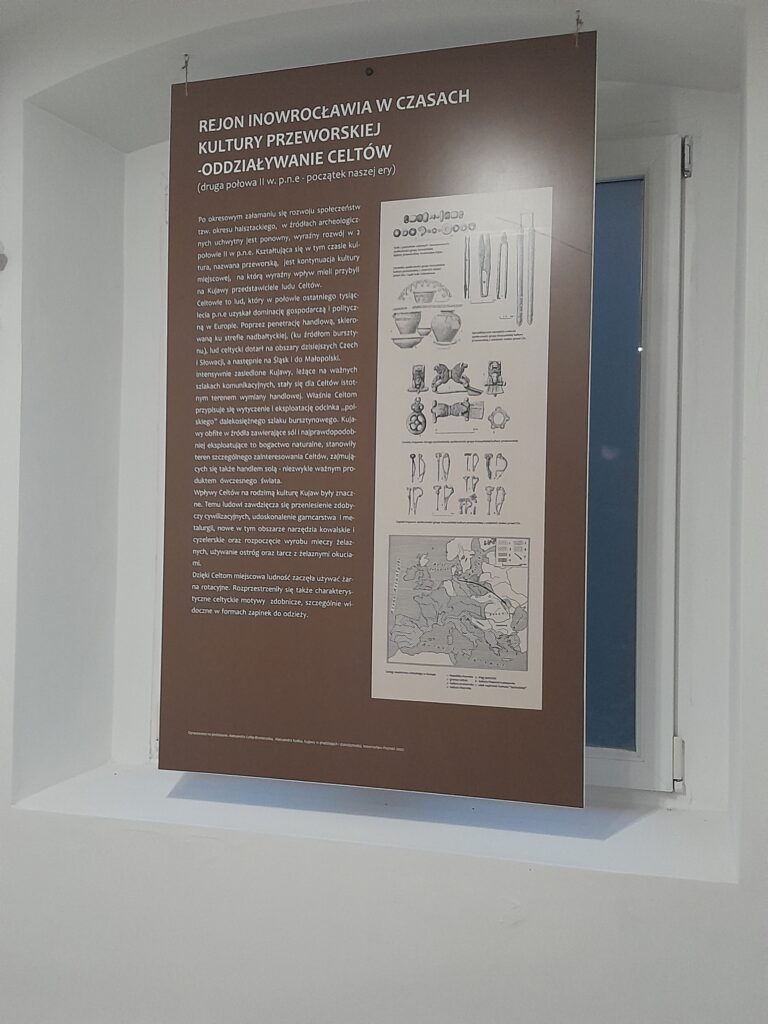 REJON INOWROCŁAWIA W CZASACH
KULTURY PRZEWORSKIEJ
-ODDZIAŁYWANIE CELTÓW
(druga połowa II w. p.n.e - początek naszej ery)
Po okresowym załamaniu się rozwoju społeczeństw
tzw. okresu halsztackiego, w źródłach archeologicz-
nych uchwytny jest ponowny, wyraźny rozwój w 2
połowie II w p.n.e. Kształtująca się w tym czasie kul-
tura, nazwana przeworską, jest kontynuacja kultury
miejscowej, na którą wyraźny wpływ mieli przybyli
na Kujawy przedstawiciele ludu Celtów.
Celtowie to lud, który w połowie ostatniego tysiąc-
lecia p.n.e uzyskał dominację gospodarczą i politycz-
ną w Europie. Poprzez penetrację handlową, skiero-
waną ku strefie nadbałtyckiej, (ku źródłom burszty-
nu), lud celtycki dotarł na obszary dzisiejszych Czech
i Słowacji, a następnie na Śląsk i do Małopolski.
Intensywnie zasiedlone Kujawy, leżące na ważnych
szlakach komunikacyjnych, stały się dla Celtów istot-
nym terenem wymiany handlowej. Właśnie Celtom
przypisuje się wytyczenie i eksploatację odcinka „pol-
skiego" dalekosiężnego szlaku bursztynowego. Kuja-
wy obfite w źródła zawierające sól i najprawdopodob-
niej eksploatujące to bogactwo naturalne, stanowiły
teren szczególnego zainteresowania Celtów, zajmują-
cych się także handlem solą - niezwykle ważnym pro-
duktem ówczesnego świata.
Wpływy Celtów na rodzimą kulturę Kujaw były znacz-
ne. Temu ludowi zawdzięcza się przeniesienie zdoby-
czy cywilizacyjnych, udoskonalenie garncarstwa i me-
talurgii, nowe w tym obszarze narzędzia kowalskie i
cyzelerskie oraz rozpoczęcie wyrobu mieczy żelaz-
nych, używanie ostróg oraz tarcz z żelaznymi okucia-
mi.
Dzięki Celtom miejscowa ludność zaczęła używać żar-
na rotacyjne. Rozprzestrzeniły się także charakterys-
tyczne celtyckie motywy zdobnicze, szczególnie wi-
doczne w formach zapinek do odzieży.